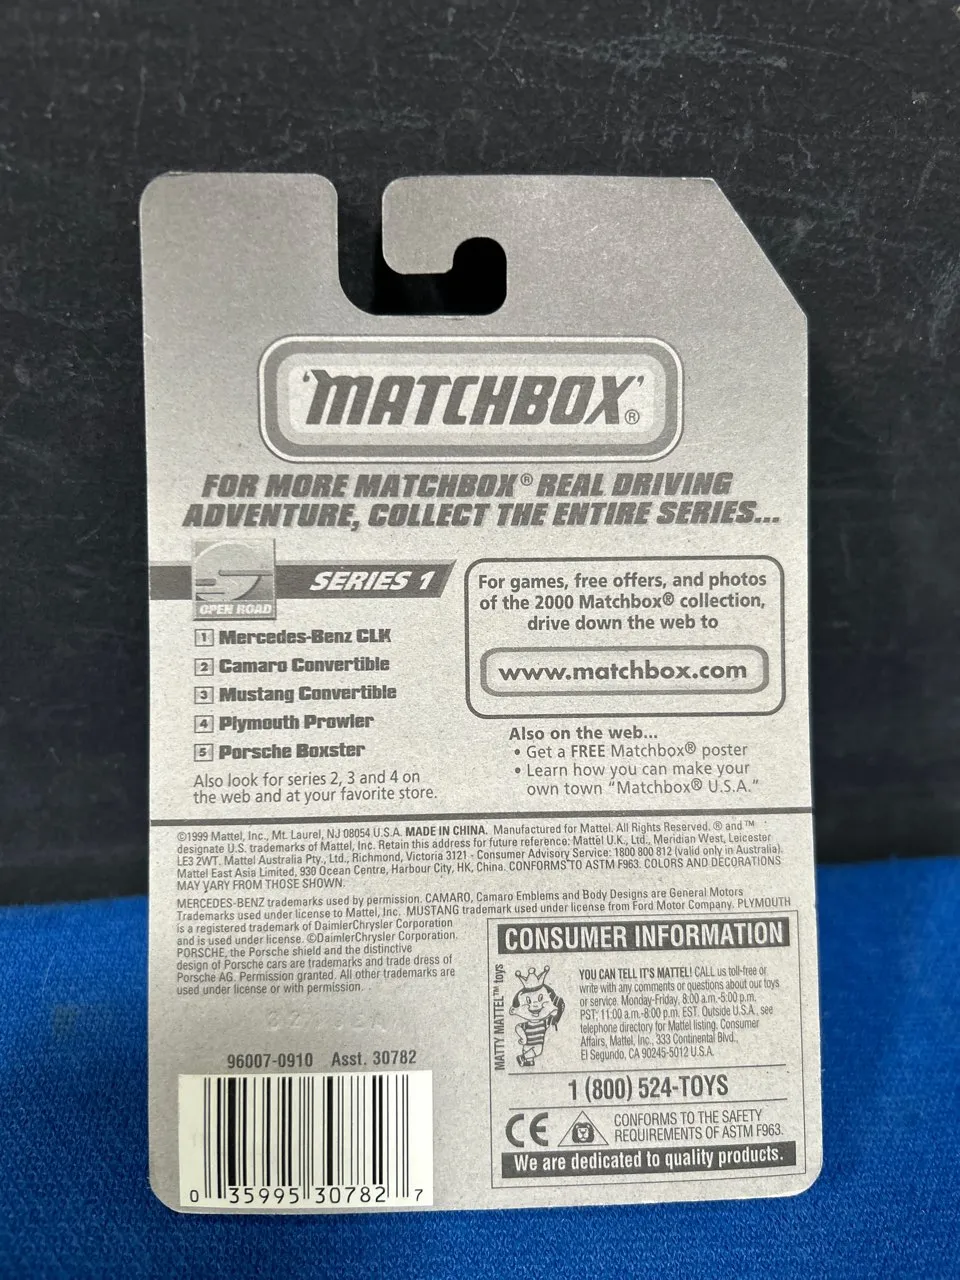 'MATCHBOX'®
FOR MORE MATCHBOX® REAL DRIVING
ADVENTURE, COLLECT THE ENTIRE SERIES...
OPEN ROAD
SERIES 1
1 Mercedes-Benz CLK
2 Camaro Convertible
3 Mustang Convertible
4 Plymouth Prowler
5 Porsche Boxster
Also look for series 2, 3 and 4 on
the web and at your favorite store.
For games, free offers, and photos
of the 2000 Matchbox® collection,
drive down the web to
www.matchbox.com
Also on the web...
• Get a FREE Matchbox® poster
• Learn how you can make your
own town "Matchbox® U.S.A."
©1999 Mattel, Inc., Mt. Laurel, NJ 08054 U.S.A. MADE IN CHINA. Manufactured for Mattel. All Rights Reserved. ® and ™
designate U.S. trademarks of Mattel, Inc. Retain this address for future reference: Mattel U.K., Ltd., Meridian West, Leicester
LE3 2WT. Mattel Australia Pty., Ltd., Richmond, Victoria 3121 - Consumer Advisory Service: 1800 800 812 (valid only in Australia).
Mattel East Asia Limited, 930 Ocean Centre, Harbour City, HK, China. CONFORMS TO ASTM F963. COLORS AND DECORATIONS
MAY VARY FROM THOSE SHOWN.
MERCEDES-BENZ trademarks used by permission. CAMARO, Camaro Emblems and Body Designs are General Motors
Trademarks used under license to Mattel, Inc. MUSTANG trademark used under license from Ford Motor Company. PLYMOUTH
is a registered trademark of DaimlerChrysler Corporation
and is used under license. ©DaimlerChrysler Corporation.
PORSCHE, the Porsche shield and the distinctive
design of Porsche cars are trademarks and trade dress of
Porsche AG. Permission granted. All other trademarks are
used under license or with permission.
96007-0910 Asst. 30782
0 35995 30782 7
CONSUMER INFORMATION
MATTY MATTEL™ toys
YOU CAN TELL IT'S MATTEL! CALL us toll-free or
write with any comments or questions about our toys
or service. Monday-Friday, 8:00 a.m.-5:00 p.m.
PST; 11:00 a.m.-8:00 p.m. EST. Outside U.S.A., see
telephone directory for Mattel listing. Consumer
Affairs, Mattel, Inc., 333 Continental Blvd.,
El Segundo, CA 90245-5012 U.S.A.
1 (800) 524-TOYS
CE
CONFORMS TO THE SAFETY
REQUIREMENTS OF ASTM F963.
We are dedicated to quality products.